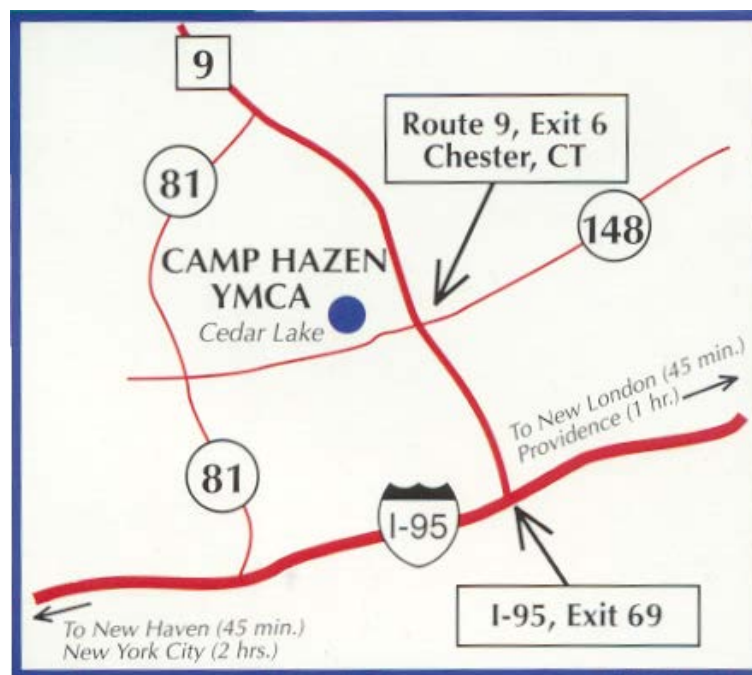 9
Route 9, Exit 6
Chester, CT
81
148
CAMP HAZEN
YMCA
Cedar Lake
To New London (45 min.)
Providence (1 hr.)
81
I-95
I-95, Exit 69
To New Haven (45 min.)
New York City (2 hrs.)